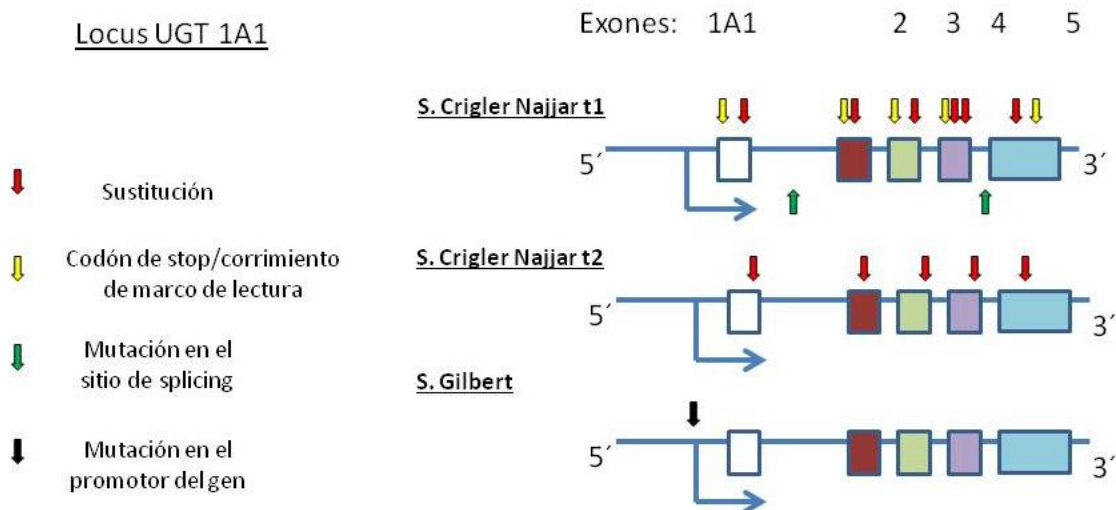 Locus UGT 1A1
Exones: 1A1 2 3 4 5
S. Crigler Najjar t1
5´ 3´
Sustitución
Codón de stop/corrimiento
de marco de lectura
S. Crigler Najjar t2
5´ 3´
Mutación en el
sitio de splicing
S. Gilbert
Mutación en el
promotor del gen
5´ 3´